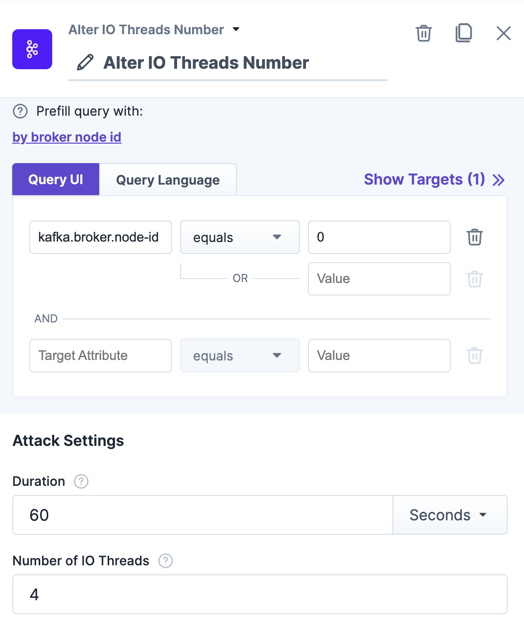 Alter IO Threads Number
Alter IO Threads Number
Prefill query with:
by broker node id
Query UI Query Language Show Targets (1)
kafka.broker.node-id equals 0
OR Value
AND
Target Attribute equals Value
Attack Settings
Duration
60 Seconds
Number of IO Threads
4